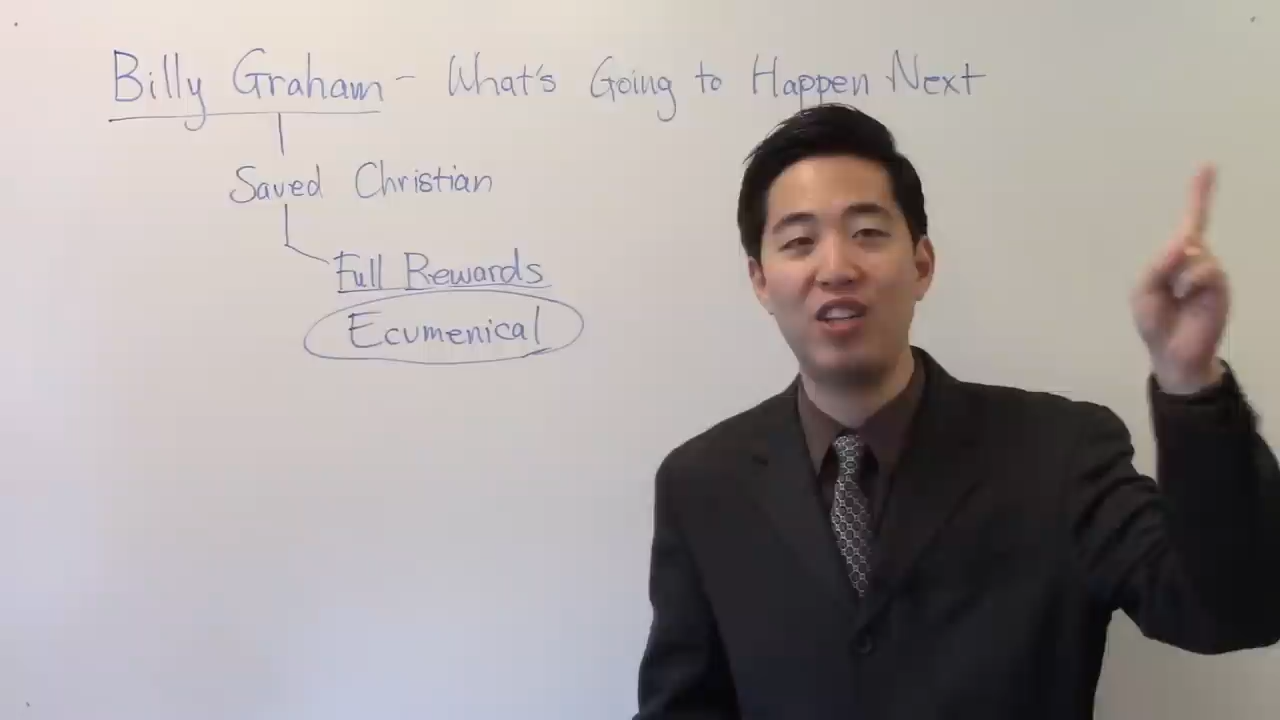 Billy Graham - What's Going to Happen Next
Saved Christian
Full Rewards
Ecumenical